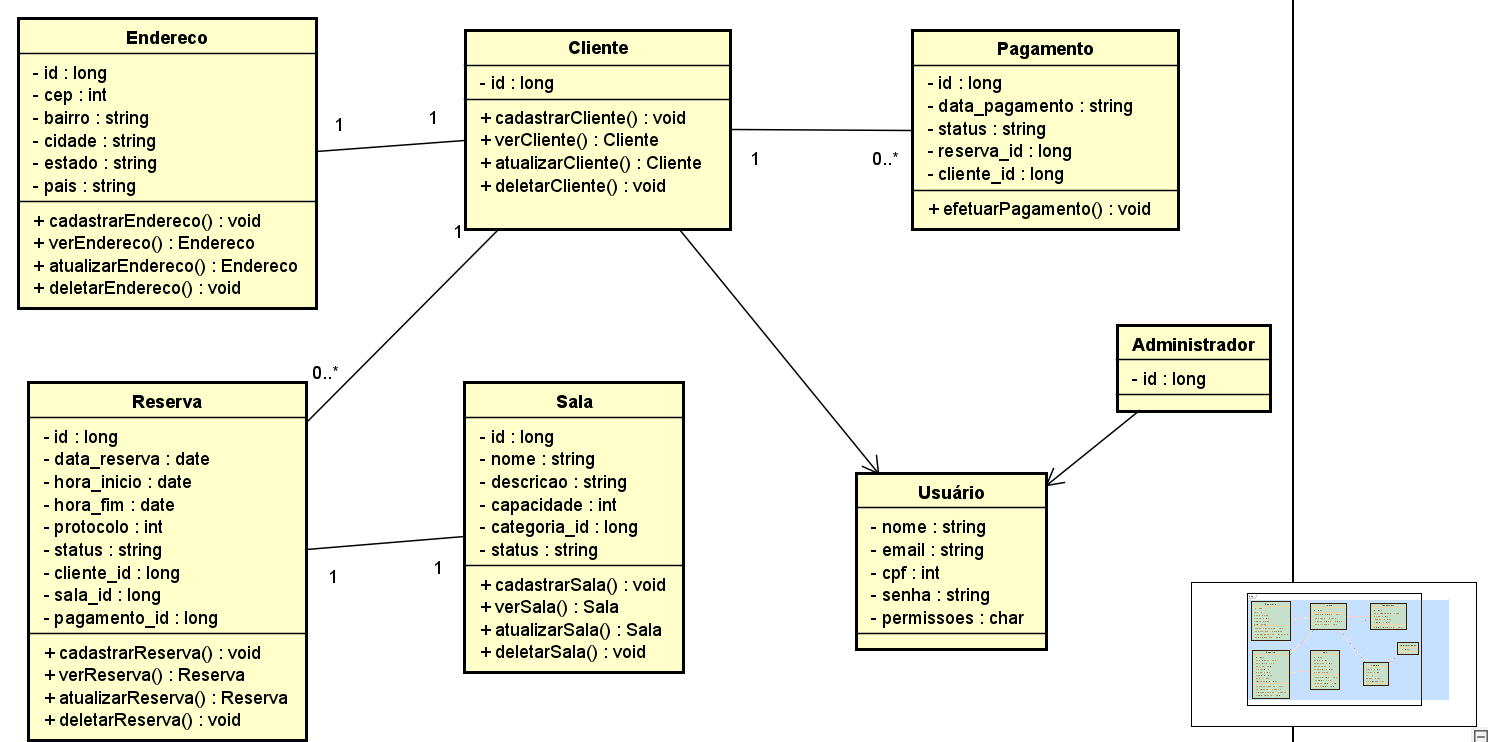 Endereco
- id : long
- cep : int
- bairro : string
- cidade : string
- estado : string
- pais : string
+ cadastrarEndereco() : void
+ verEndereco() : Endereco
+ atualizarEndereco() : Endereco
+ deletarEndereco() : void
1
1
Cliente
- id : long
+ cadastrarCliente() : void
+ verCliente() : Cliente
+ atualizarCliente() : Cliente
+ deletarCliente() : void
1
0..*
Pagamento
- id : long
- data_pagamento : string
- status : string
- reserva_id : long
- cliente_id : long
+ efetuarPagamento() : void
1
0..*
Reserva
- id : long
- data_reserva : date
- hora_inicio : date
- hora_fim : date
- protocolo : int
- status : string
- cliente_id : long
- sala_id : long
- pagamento_id : long
+ cadastrarReserva() : void
+ verReserva() : Reserva
+ atualizarReserva() : Reserva
+ deletarReserva() : void
1
1
Sala
- id : long
- nome : string
- descricao : string
- capacidade : int
- categoria_id : long
- status : string
+ cadastrarSala() : void
+ verSala() : Sala
+ atualizarSala() : Sala
+ deletarSala() : void
Administrador
- id : long
Usuário
- nome : string
- email : string
- cpf : int
- senha : string
- permissoes : char